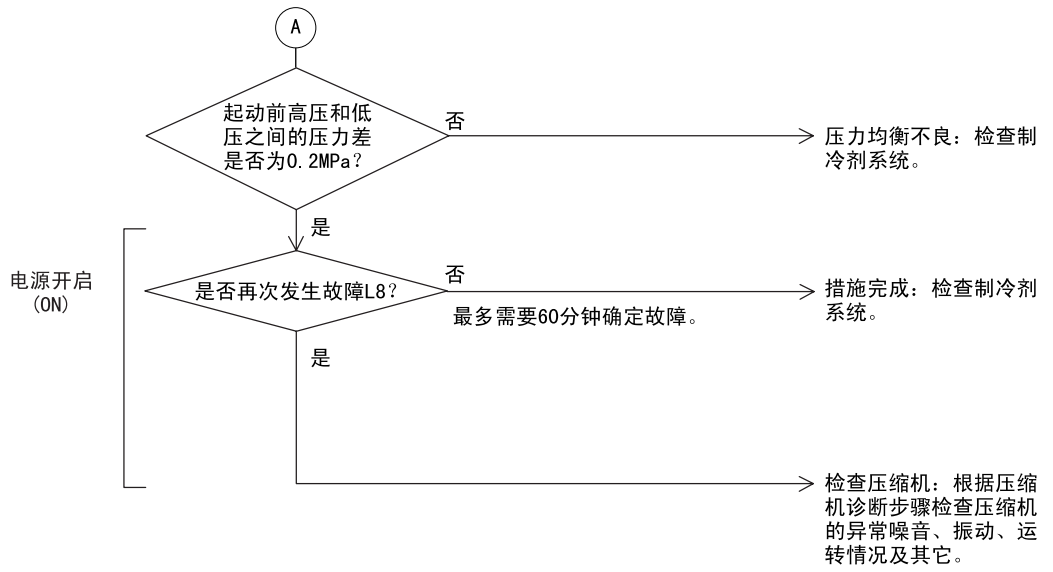 A
起动前高压和低
压之间的压力差
是否为0.2MPa?
否
压力均衡不良：检查制
冷剂系统。
是
电源开启
(ON)
是否再次发生故障L8?
否
最多需要60分钟确定故障。
措施完成：检查制冷剂
系统。
是
检查压缩机：根据压缩
机诊断步骤检查压缩机
的异常噪音、振动、运
转情况及其它。